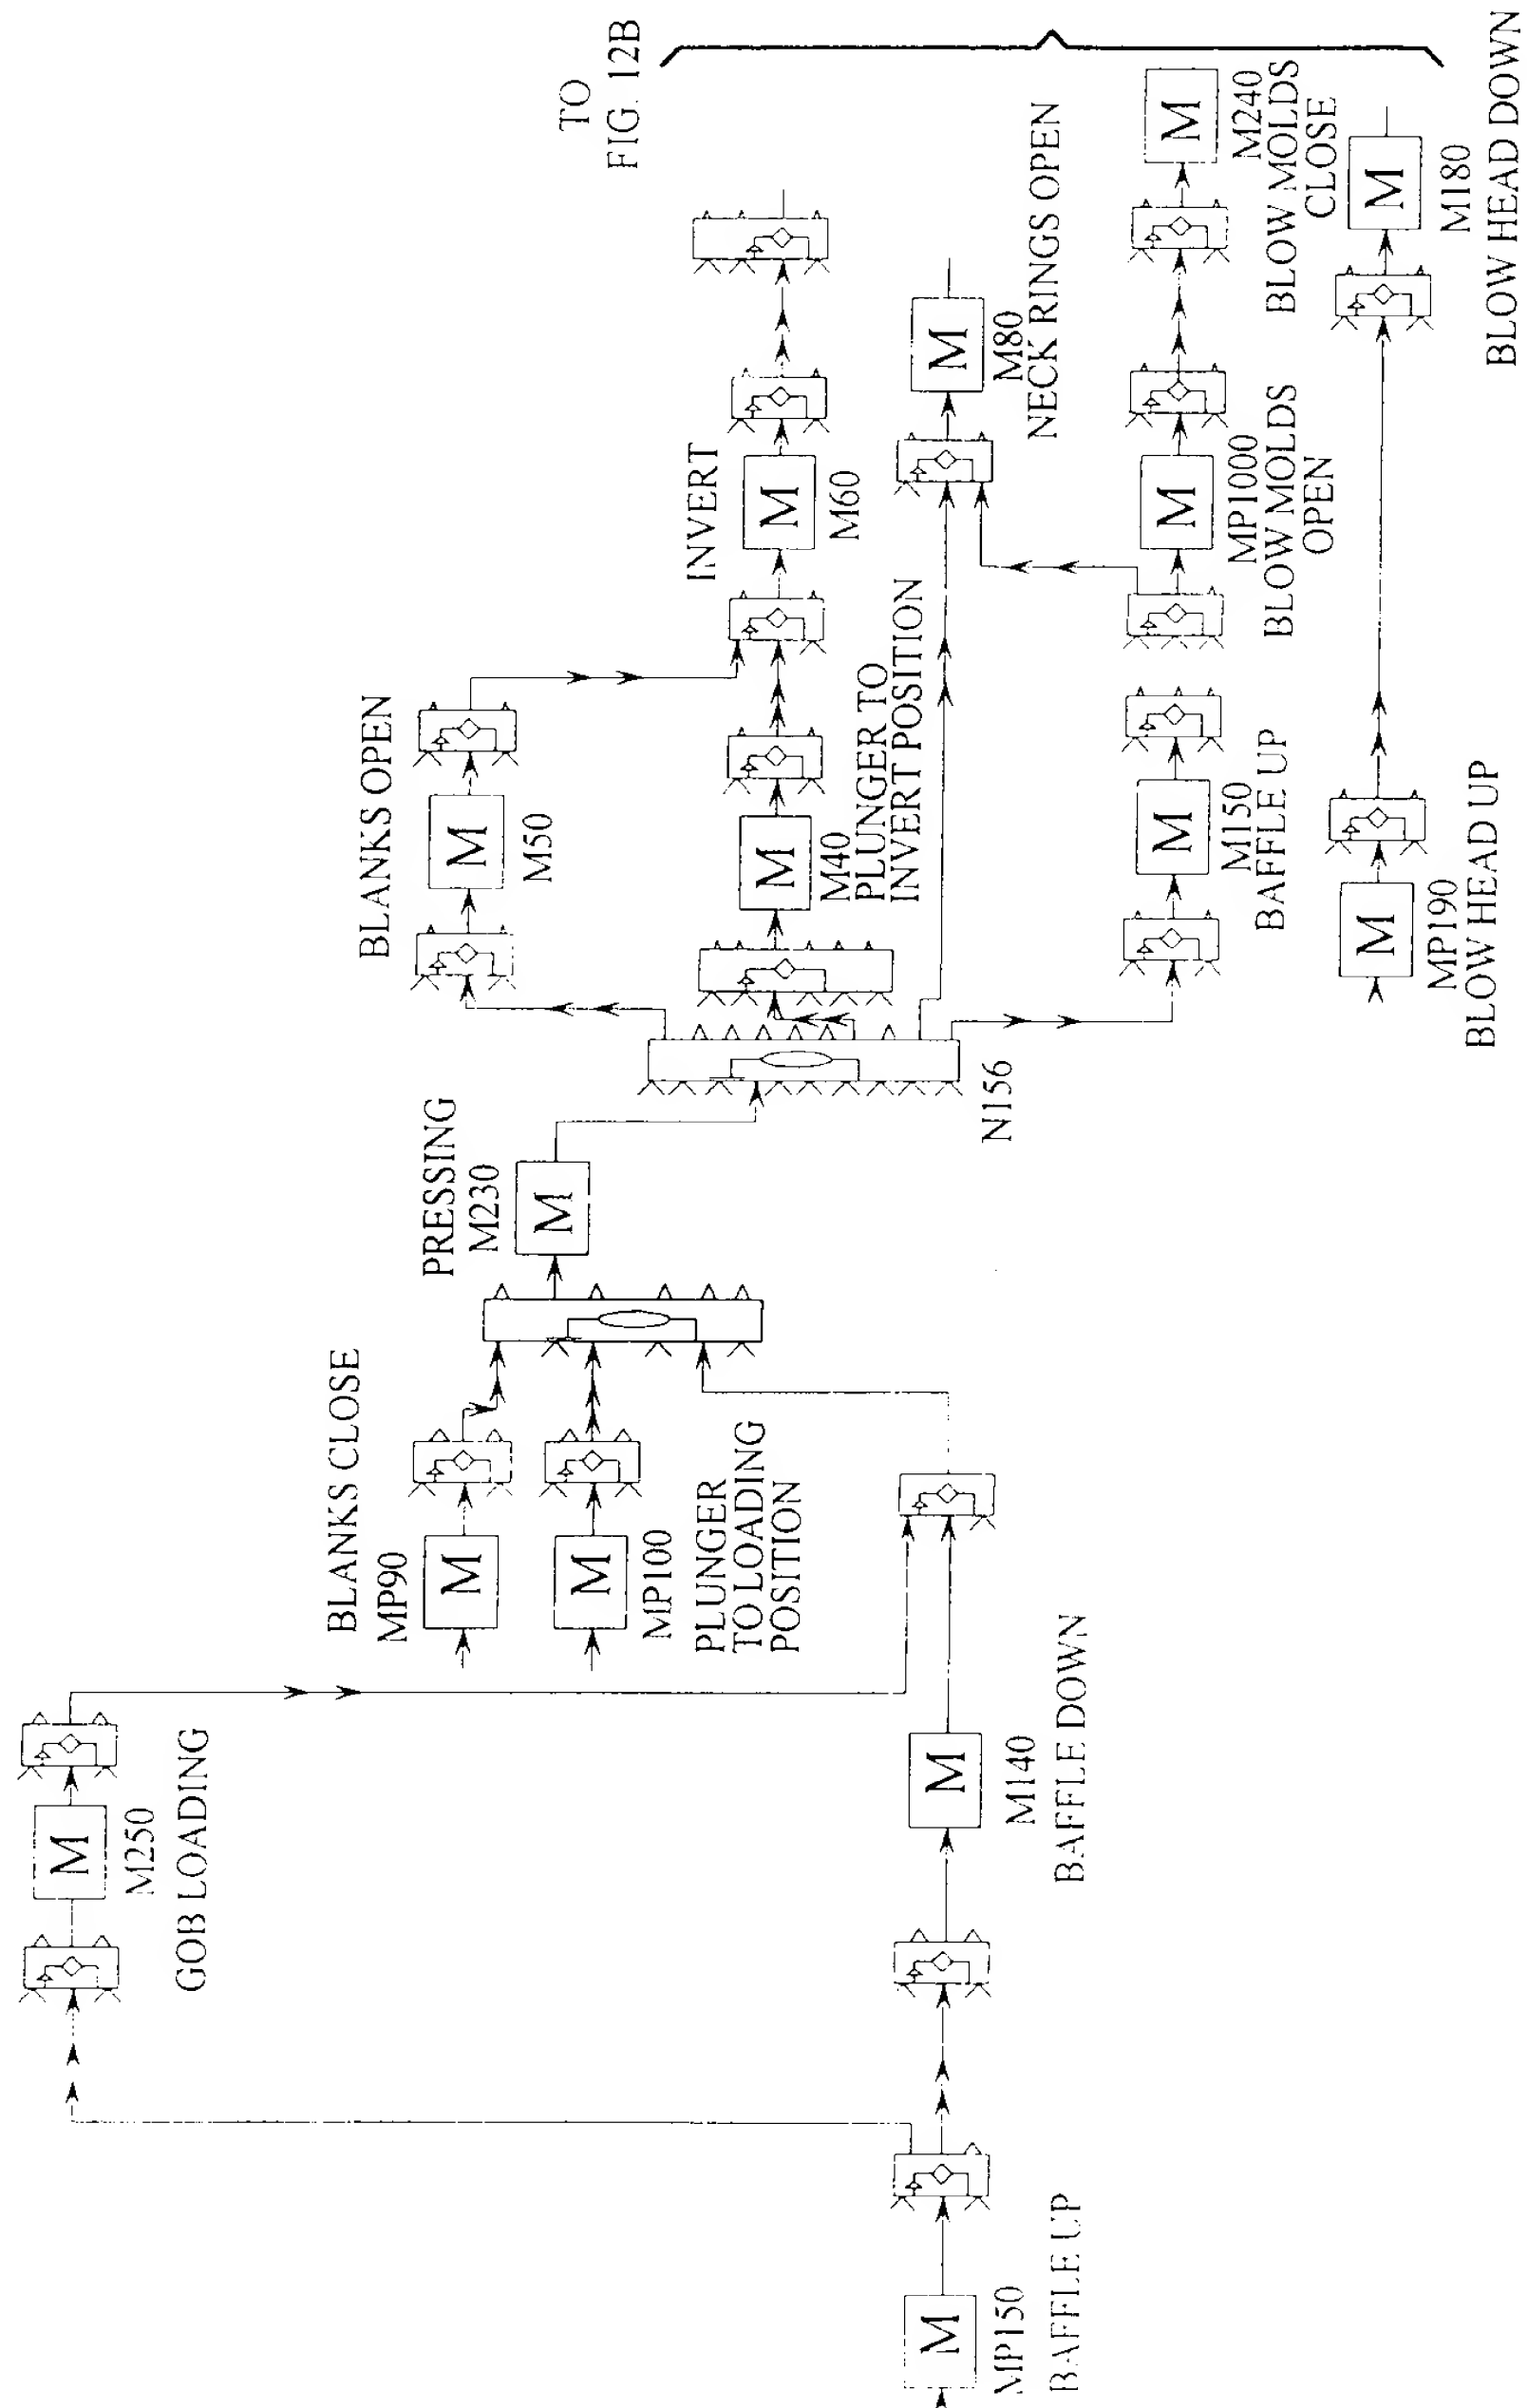 TO
FIG. 12B
GOB LOADING
M250
M
BLANKS CLOSE
MP90
M
MP100
M
PLUNGER
TO LOADING
POSITION
PRESSING
M230
M
BLANKS OPEN
M
M50
INVERT
M
M60
M
M40
PLUNGER TO
INVERT POSITION
N156
M
M80
NECK RINGS OPEN
M
MP150
BAFFLE UP
M
M140
BAFFLE DOWN
M
M150
BAFFLE UP
M
MP1000
BLOW MOLDS
OPEN
M
M240
BLOW MOLDS
CLOSE
M
MP190
BLOW HEAD UP
M
M180
BLOW HEAD DOWN